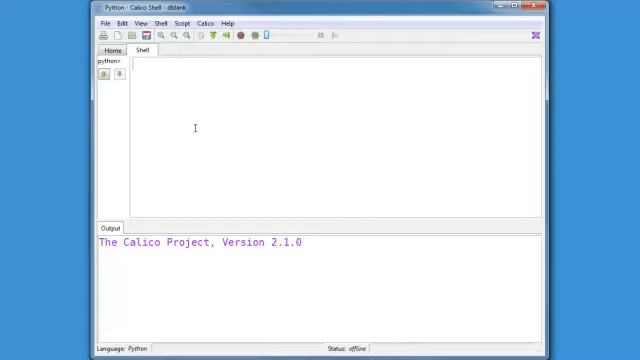 Python - Calico Shell - dblank
File Edit View Shell Script Calico Help
Home Shell
python>
Output
The Calico Project, Version 2.1.0
Language: Python Status: offline